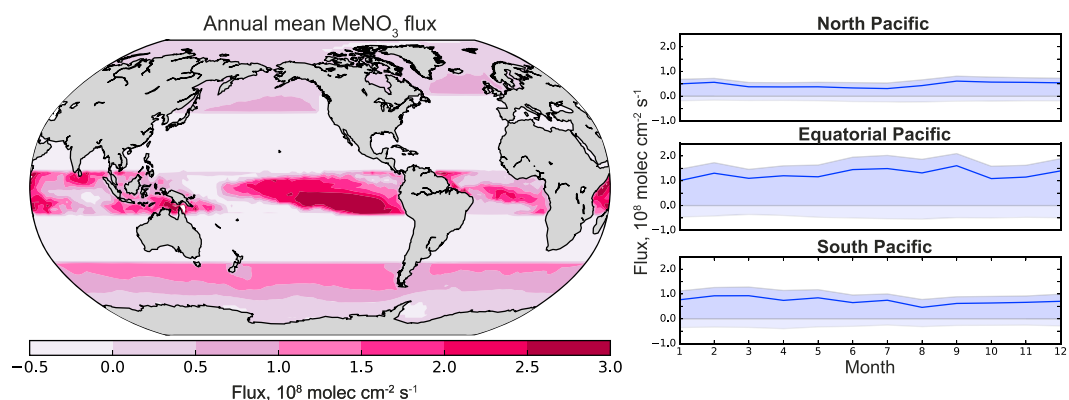 Annual mean MeNO₃ flux
−0.5 0.0 0.5 1.0 1.5 2.0 2.5 3.0
Flux, 10⁸ molec cm⁻² s⁻¹
North Pacific
2.0
1.0
0.0
−1.0
Equatorial Pacific
2.0
1.0
0.0
−1.0
South Pacific
2.0
1.0
0.0
−1.0
Flux, 10⁸ molec cm⁻² s⁻¹
1 2 3 4 5 6 7 8 9 10 11 12
Month